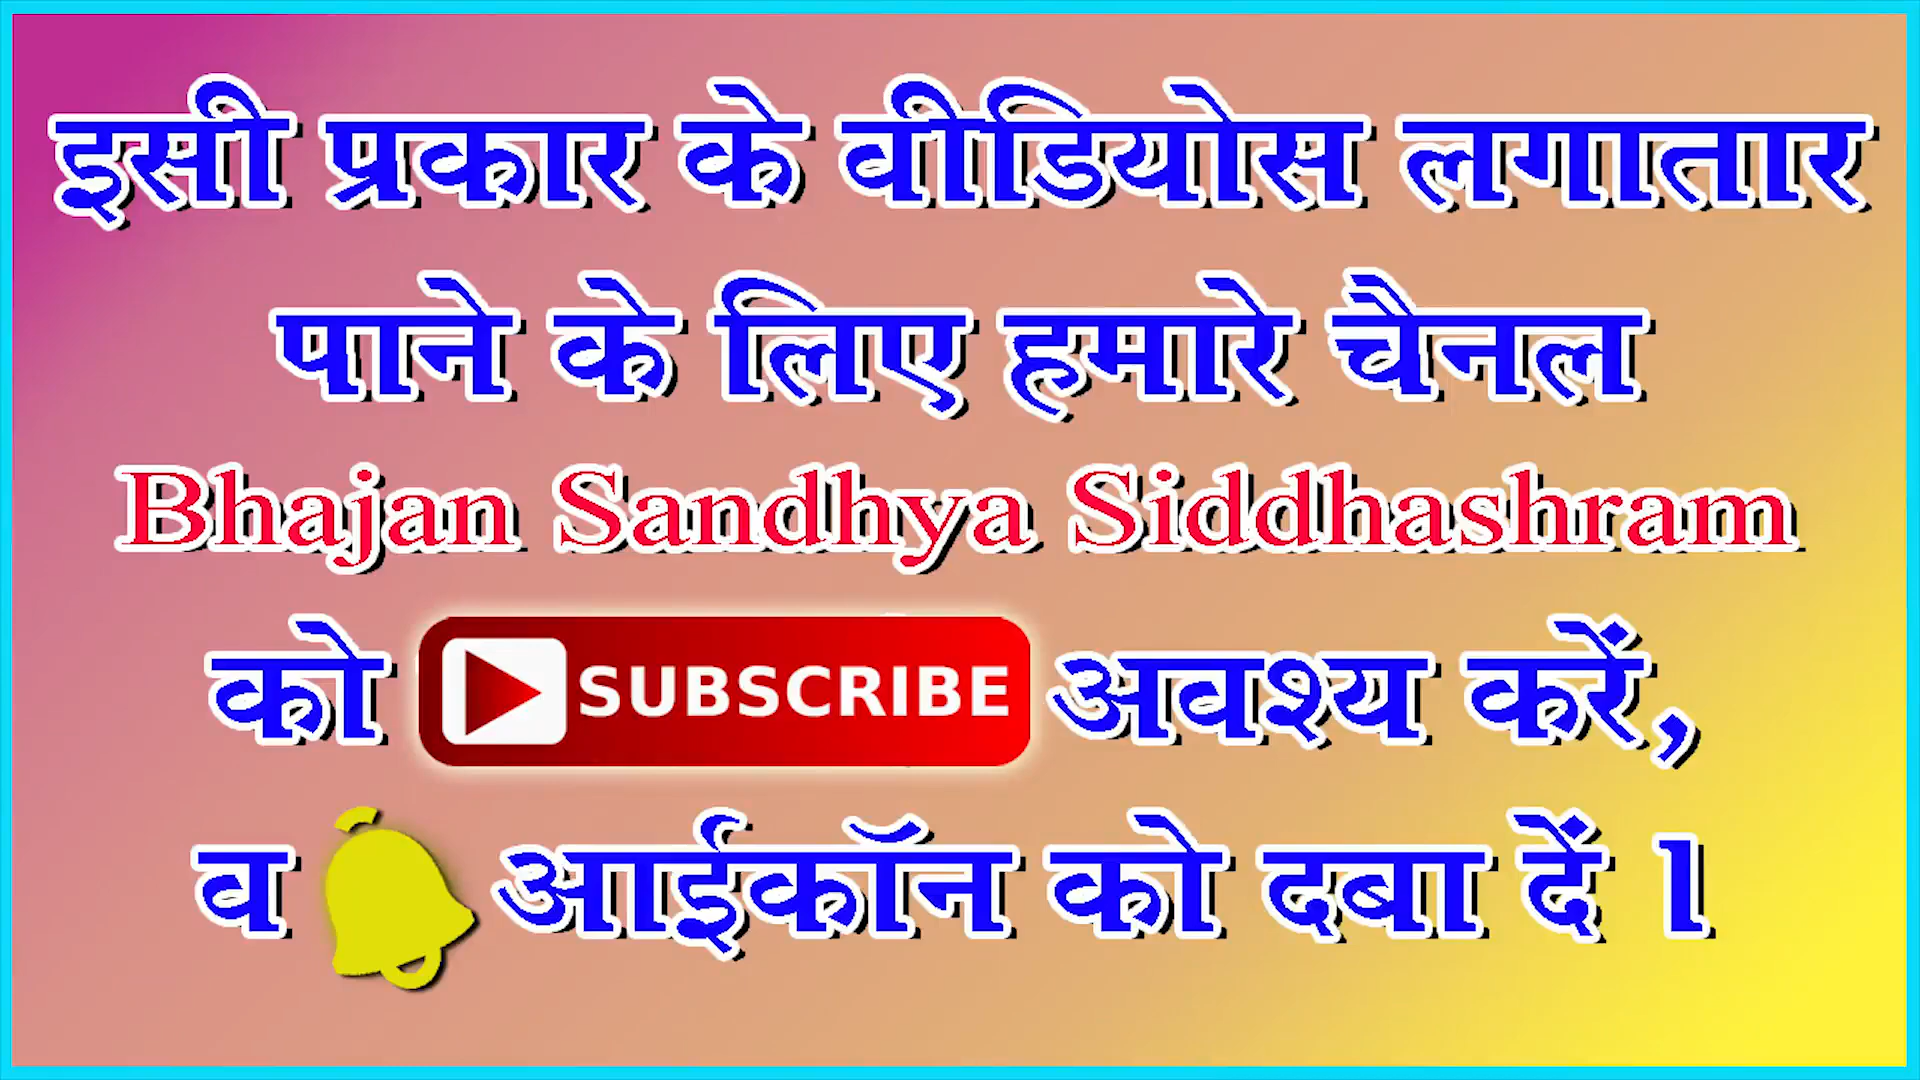 इसी प्रकार के वीडियोस लगातार
पाने के लिए हमारे चैनल
Bhajan Sandhya Siddhashram
को SUBSCRIBE अवश्य करें,
व आईकॉन को दबा दें ।